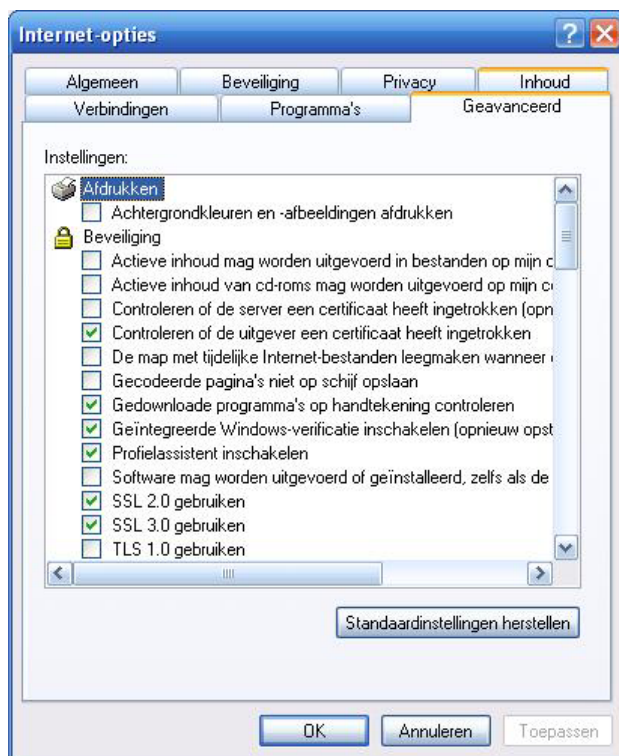 Internet-opties
Algemeen Beveiliging Privacy Inhoud
Verbindingen Programma's Geavanceerd
Instellingen:
Afdrukken
Achtergrondkleuren en -afbeeldingen afdrukken
Beveiliging
Actieve inhoud mag worden uitgevoerd in bestanden op mijn c
Actieve inhoud van cd-roms mag worden uitgevoerd op mijn co
Controleren of de server een certificaat heeft ingetrokken (opn
Controleren of de uitgever een certificaat heeft ingetrokken
De map met tijdelijke Internet-bestanden leegmaken wanneer
Gecodeerde pagina's niet op schijf opslaan
Gedownloade programma's op handtekening controleren
Geïntegreerde Windows-verificatie inschakelen (opnieuw opst
Profielassistent inschakelen
Software mag worden uitgevoerd of geïnstalleerd, zelfs als de
SSL 2.0 gebruiken
SSL 3.0 gebruiken
TLS 1.0 gebruiken
Standaardinstellingen herstellen
OK Annuleren Toepassen